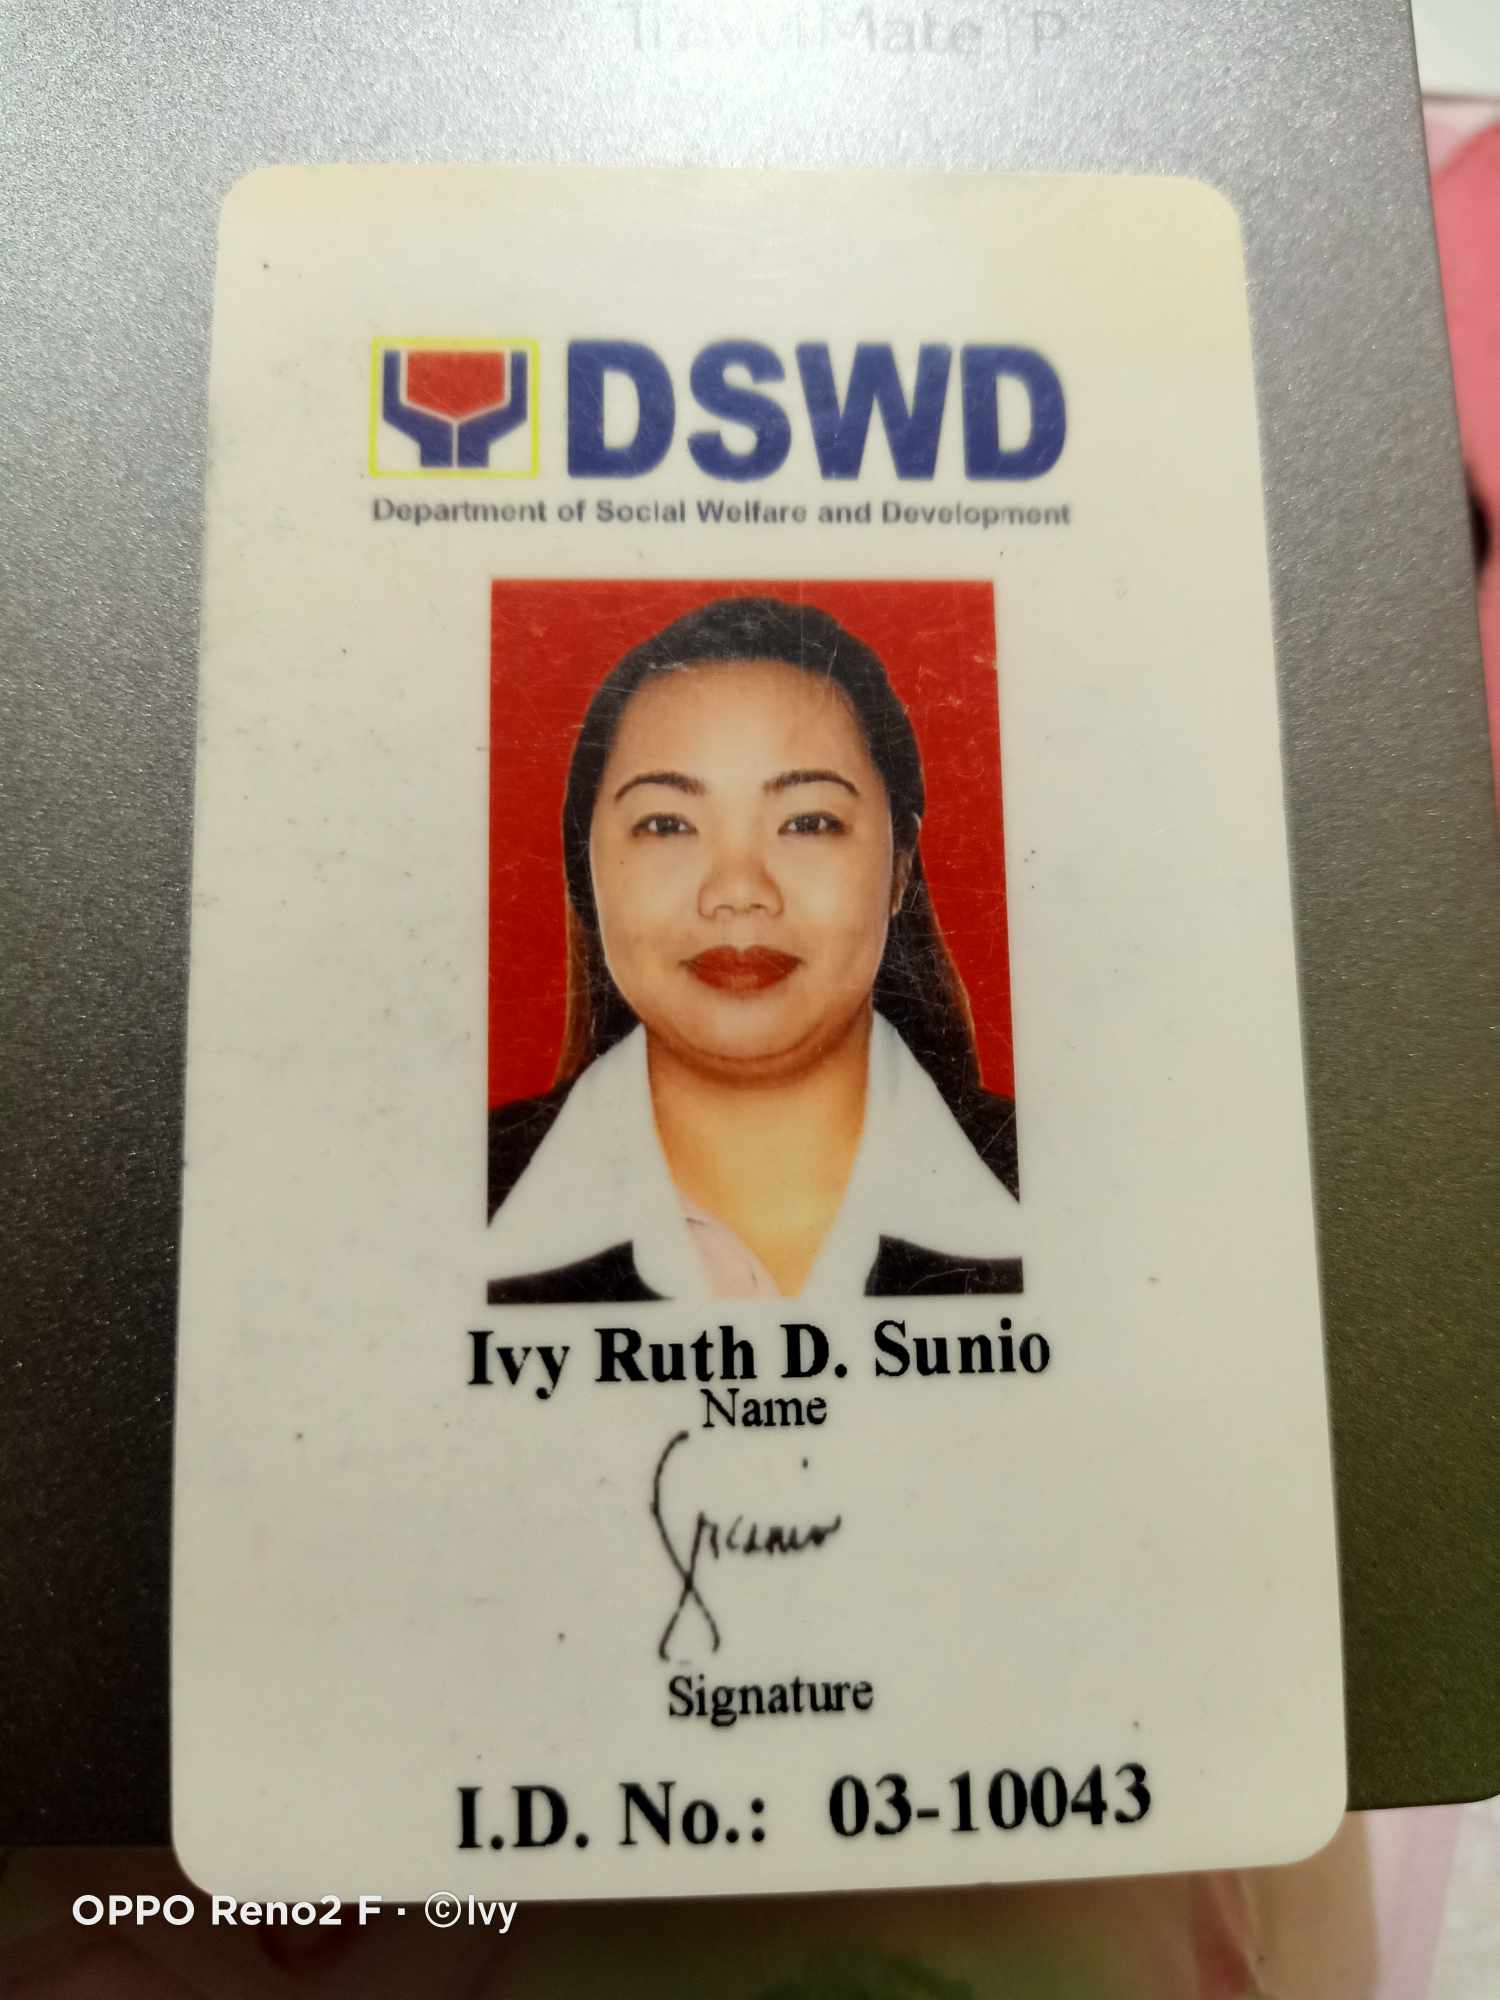 TravelMate P
DSWD
Department of Social Welfare and Development
Ivy Ruth D. Sunio
Name
Signature
I.D. No.: 03-10043
OPPO Reno2 F · ©Ivy